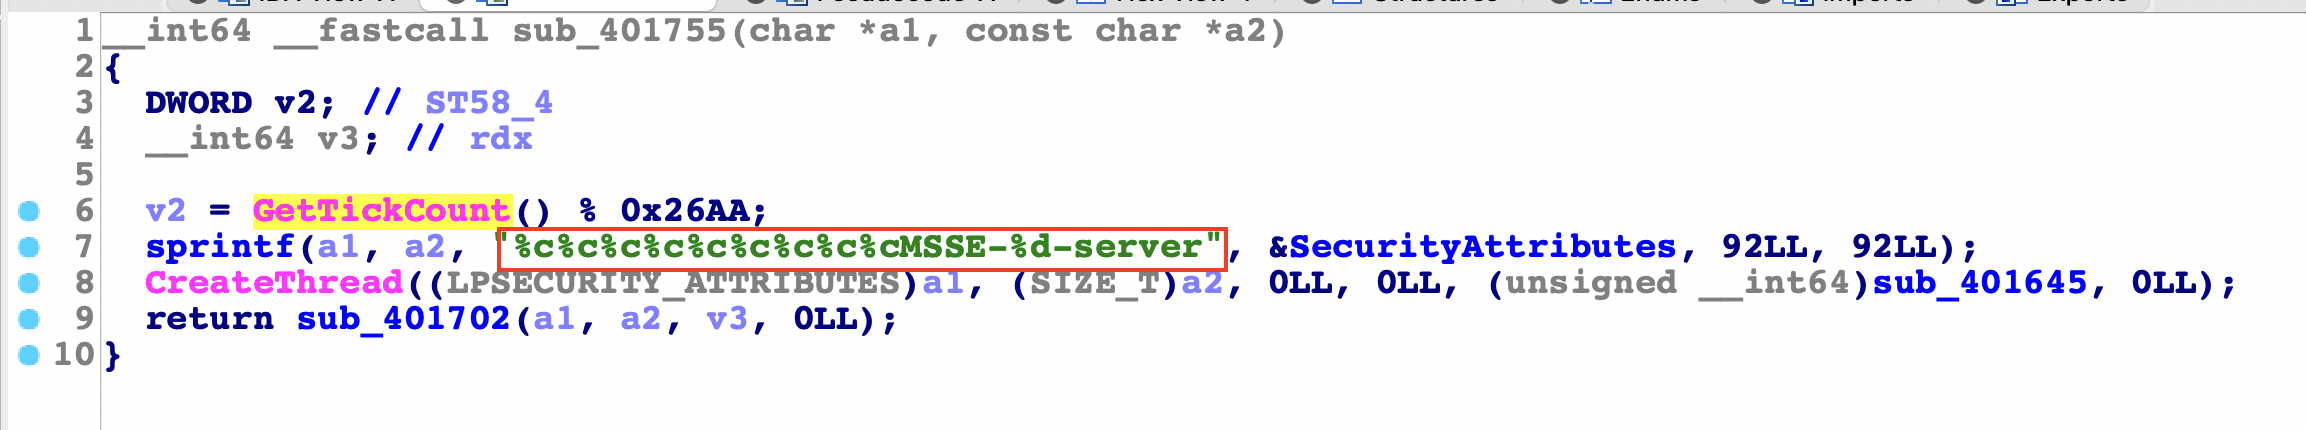 1 __int64 __fastcall sub_401755(char *a1, const char *a2)
2 {
3 DWORD v2; // ST58_4
4 __int64 v3; // rdx
5
6 v2 = GetTickCount() % 0x26AA;
7 sprintf(a1, a2, "%c%c%c%c%c%c%c%c%cMSSE-%d-server", &SecurityAttributes, 92LL, 92LL);
8 CreateThread((LPSECURITY_ATTRIBUTES)a1, (SIZE_T)a2, 0LL, 0LL, (unsigned __int64)sub_401645, 0LL);
9 return sub_401702(a1, a2, v3, 0LL);
10 }